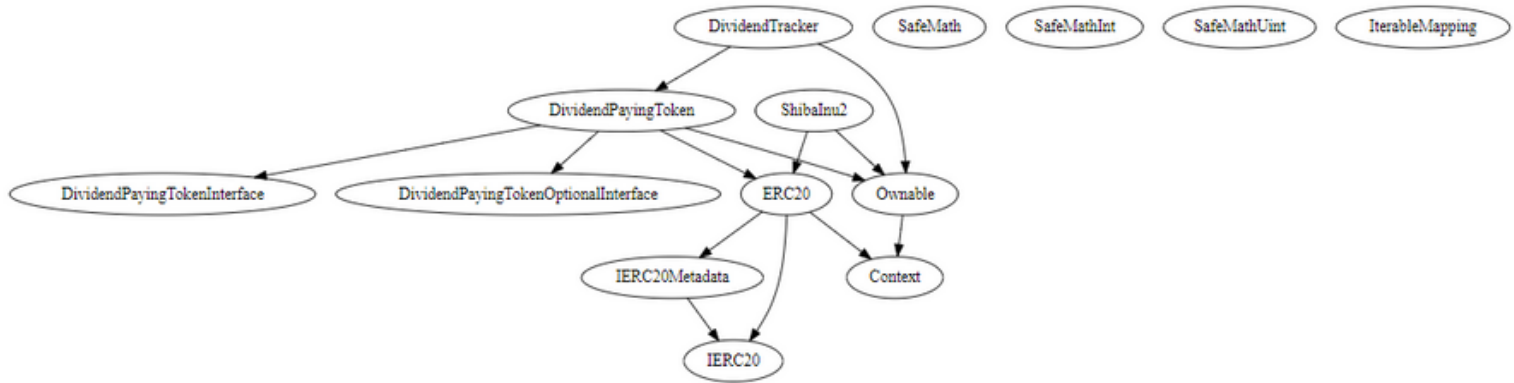 DividendTracker
SafeMath
SafeMathInt
SafeMathUint
IterableMapping
DividendPayingToken
ShibaInu2
DividendPayingTokenInterface
DividendPayingTokenOptionalInterface
ERC20
Ownable
IERC20Metadata
Context
IERC20